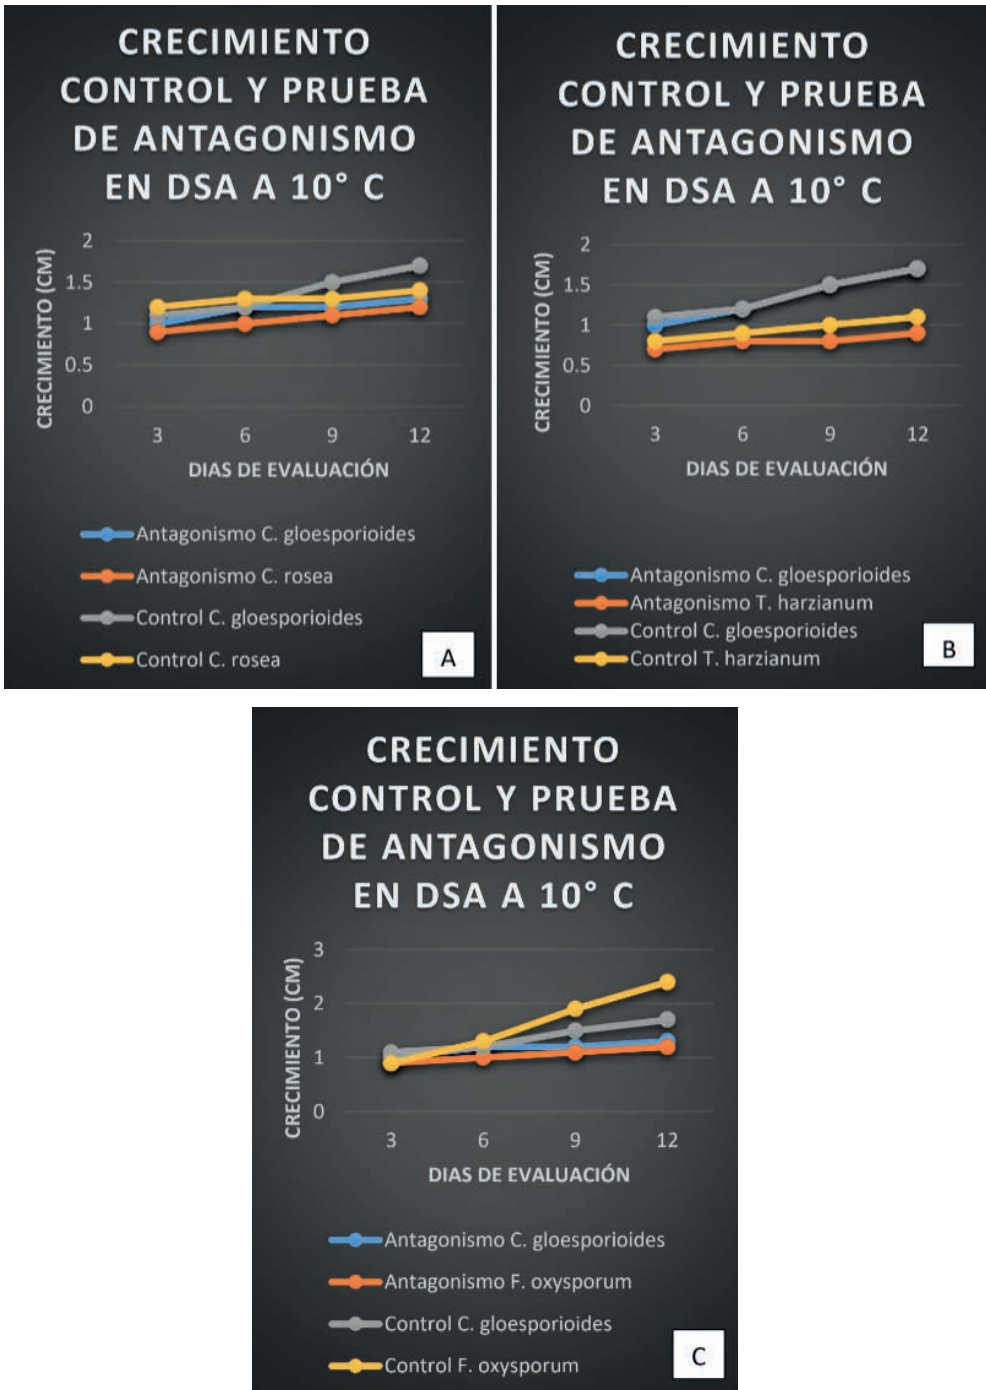 CRECIMIENTO
CONTROL Y PRUEBA
DE ANTAGONISMO
EN DSA A 10° C
CRECIMIENTO (CM)
2
1.5
1
0.5
0
3 6 9 12
DIAS DE EVALUACIÓN
Antagonismo C. gloesporioides
Antagonismo C. rosea
Control C. gloesporioides
Control C. rosea
A
CRECIMIENTO
CONTROL Y PRUEBA
DE ANTAGONISMO
EN DSA A 10° C
CRECIMIENTO (CM)
2
1.5
1
0.5
0
3 6 9 12
DIAS DE EVALUACIÓN
Antagonismo C. gloesporioides
Antagonismo T. harzianum
Control C. gloesporioides
Control T. harzianum
B
CRECIMIENTO
CONTROL Y PRUEBA
DE ANTAGONISMO
EN DSA A 10° C
CRECIMIENTO (CM)
3
2
1
0
3 6 9 12
DIAS DE EVALUACIÓN
Antagonismo C. gloesporioides
Antagonismo F. oxysporum
Control C. gloesporioides
Control F. oxysporum
C